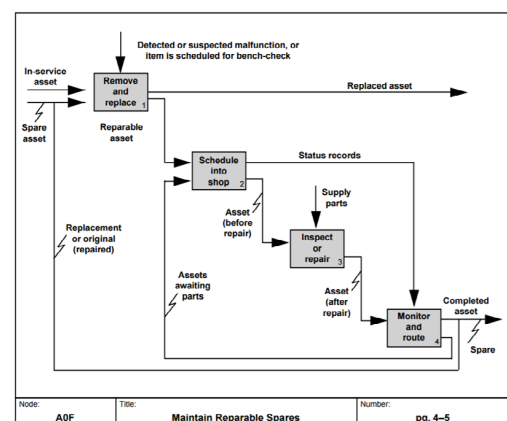 Detected or suspected malfunction, or
item is scheduled for bench-check
In-service
asset
Remove
and
replace
1
Replaced asset
Spare
asset
Reparable
asset
Schedule
into
shop
2
Status records
Supply
parts
Asset
(before
repair)
Replacement
or original
(repaired)
Inspect
or
repair
3
Assets
awaiting
parts
Asset
(after
repair)
Monitor
and
route
4
Completed
asset
Spare
Node:
A0F
Title:
Maintain Reparable Spares
Number:
pg. 4–5